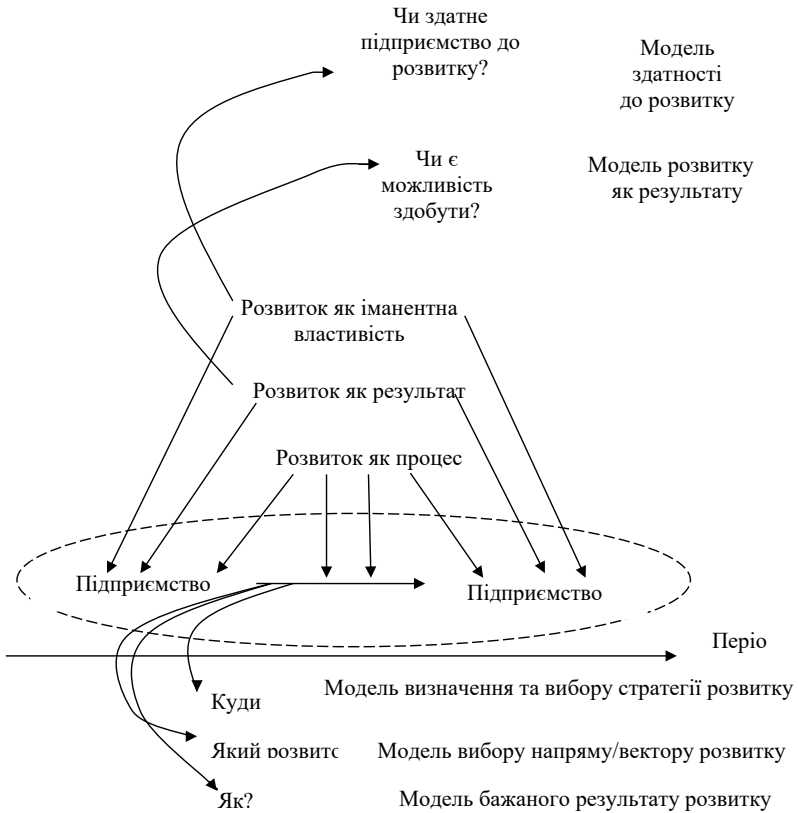 Чи здатне
підприємство до
розвитку?
Модель
здатності
до розвитку
Чи є
можливість
здобути?
Модель розвитку
як результату
Розвиток як іманентна
властивість
Розвиток як результат
Розвиток як процес
Підприємство
Підприємство
Періо
Куди
Модель визначення та вибору стратегії розвитку
Який розвито
Модель вибору напряму/вектору розвитку
Як?
Модель бажаного результату розвитку